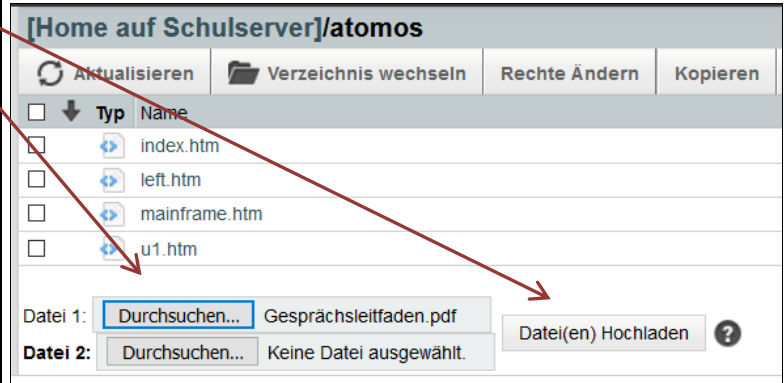 [Home auf Schulserver]/atomos
Aktualisieren Verzeichnis wechseln Rechte Ändern Kopieren
Typ Name
index.htm
left.htm
mainframe.htm
u1.htm
Datei 1: Durchsuchen... Gesprächsleitfaden.pdf
Datei(en) Hochladen ?
Datei 2: Durchsuchen... Keine Datei ausgewählt.